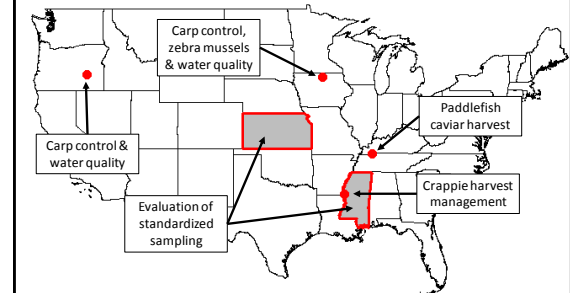 Carp control,
zebra mussels
& water quality
Paddlefish
caviar harvest
Carp control &
water quality
Crappie harvest
management
Evaluation of
standardized
sampling